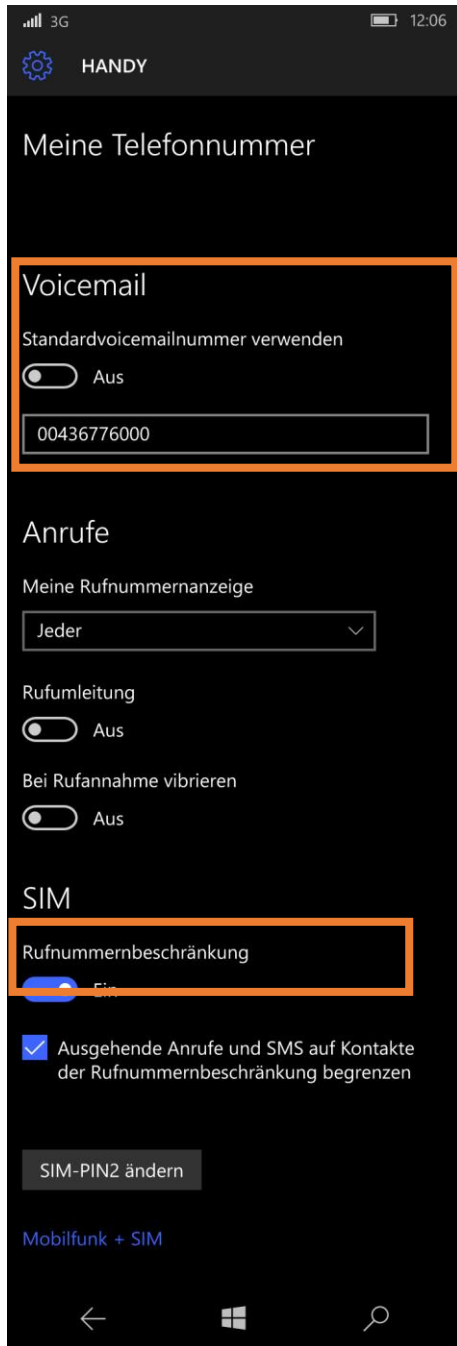 3G 12:06
HANDY
Meine Telefonnummer
Voicemail
Standardvoicemailnummer verwenden
Aus
00436776000
Anrufe
Meine Rufnummernanzeige
Jeder
Rufumleitung
Aus
Bei Rufannahme vibrieren
Aus
SIM
Rufnummernbeschränkung
Ein
Ausgehende Anrufe und SMS auf Kontakte
der Rufnummernbeschränkung begrenzen
SIM-PIN2 ändern
Mobilfunk + SIM